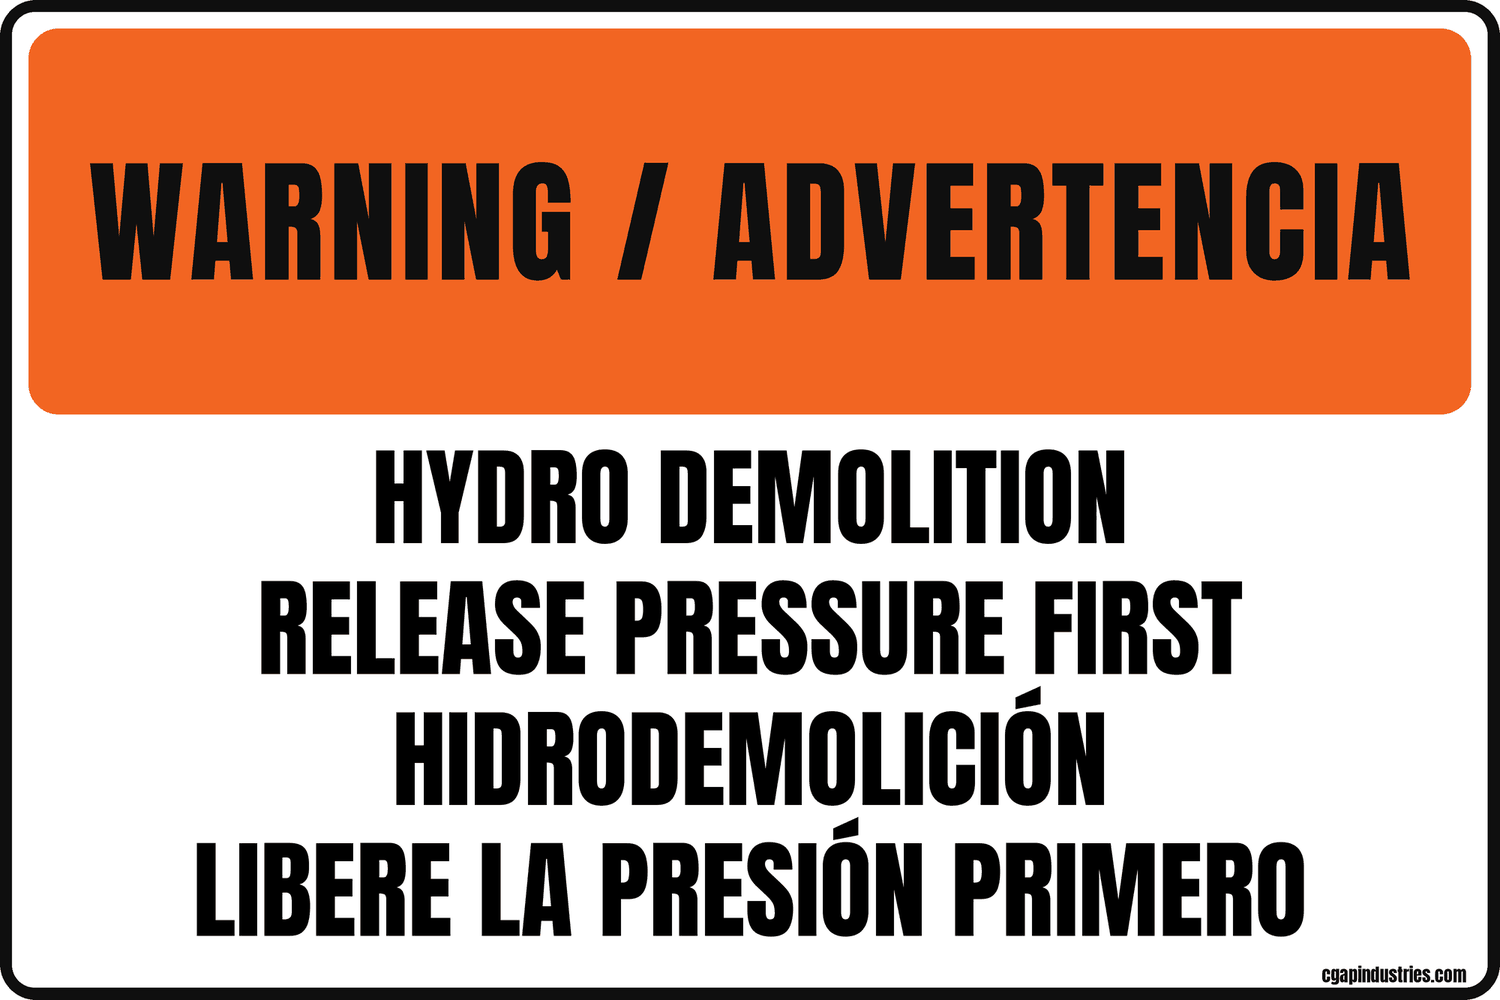 WARNING / ADVERTENCIA
HYDRO DEMOLITION
RELEASE PRESSURE FIRST
HIDRODEMOLICIÓN
LIBERE LA PRESIÓN PRIMERO
cgapindustries.com